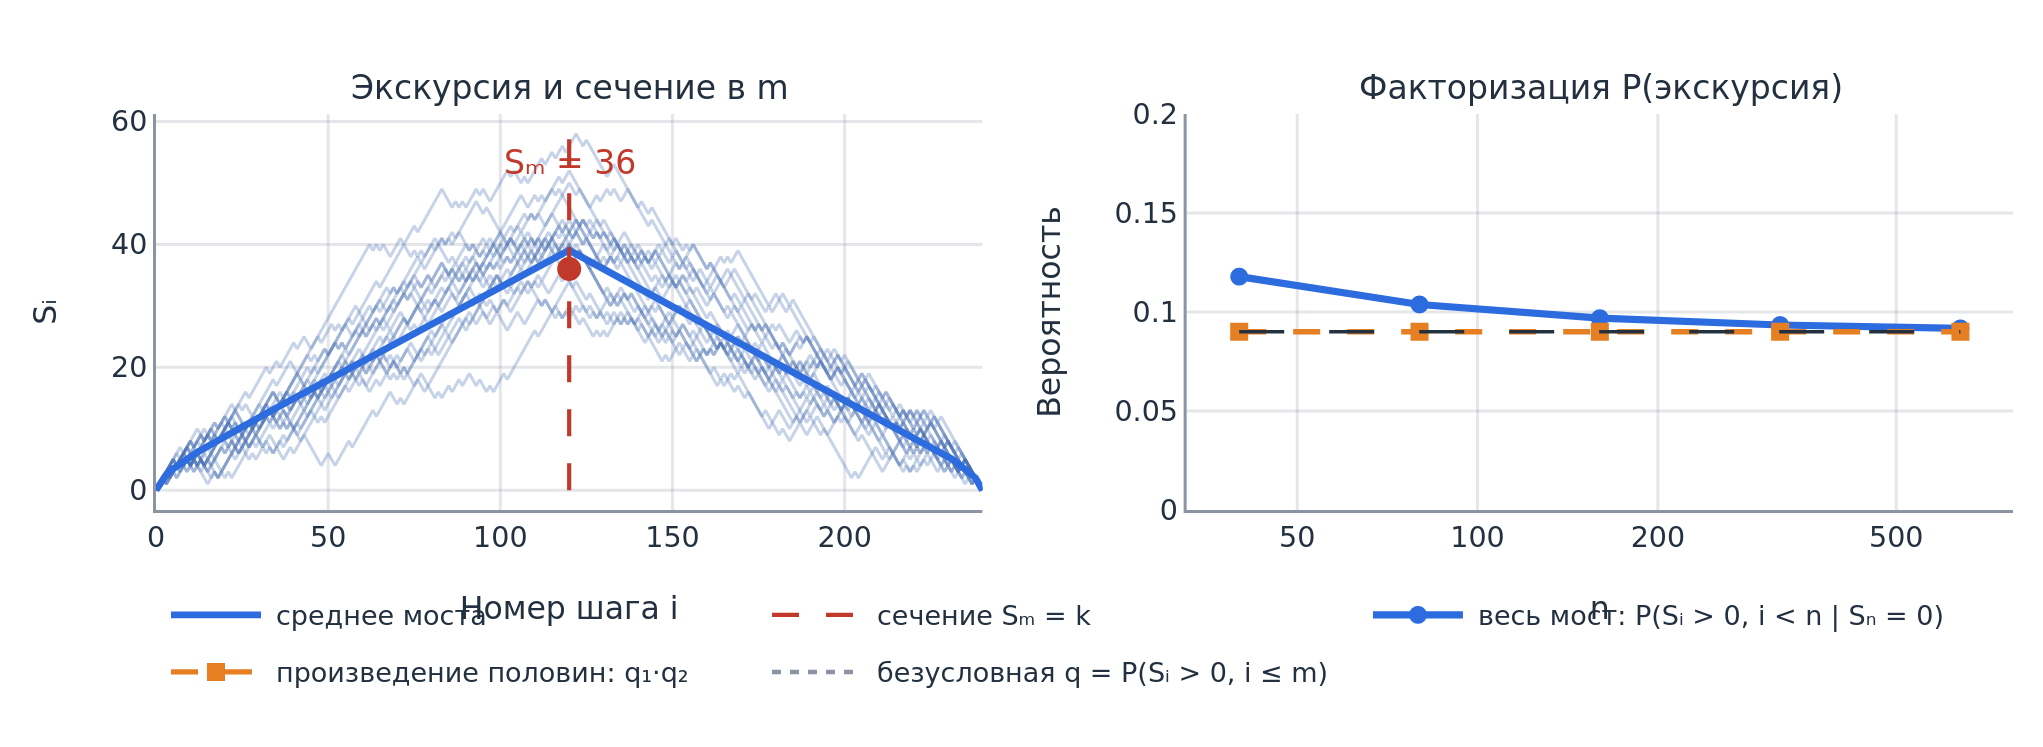 Экскурсия и сечение в m
60
40
20
0
Sᵢ
Sₘ = 36
0 50 100 150 200
Номер шага i
Факторизация P(экскурсия)
0.2
0.15
0.1
0.05
0
Вероятность
50 100 200 500
n
среднее моста
сечение Sₘ = k
весь мост: P(Sᵢ > 0, i < n | Sₙ = 0)
произведение половин: q₁·q₂
безусловная q = P(Sᵢ > 0, i ≤ m)